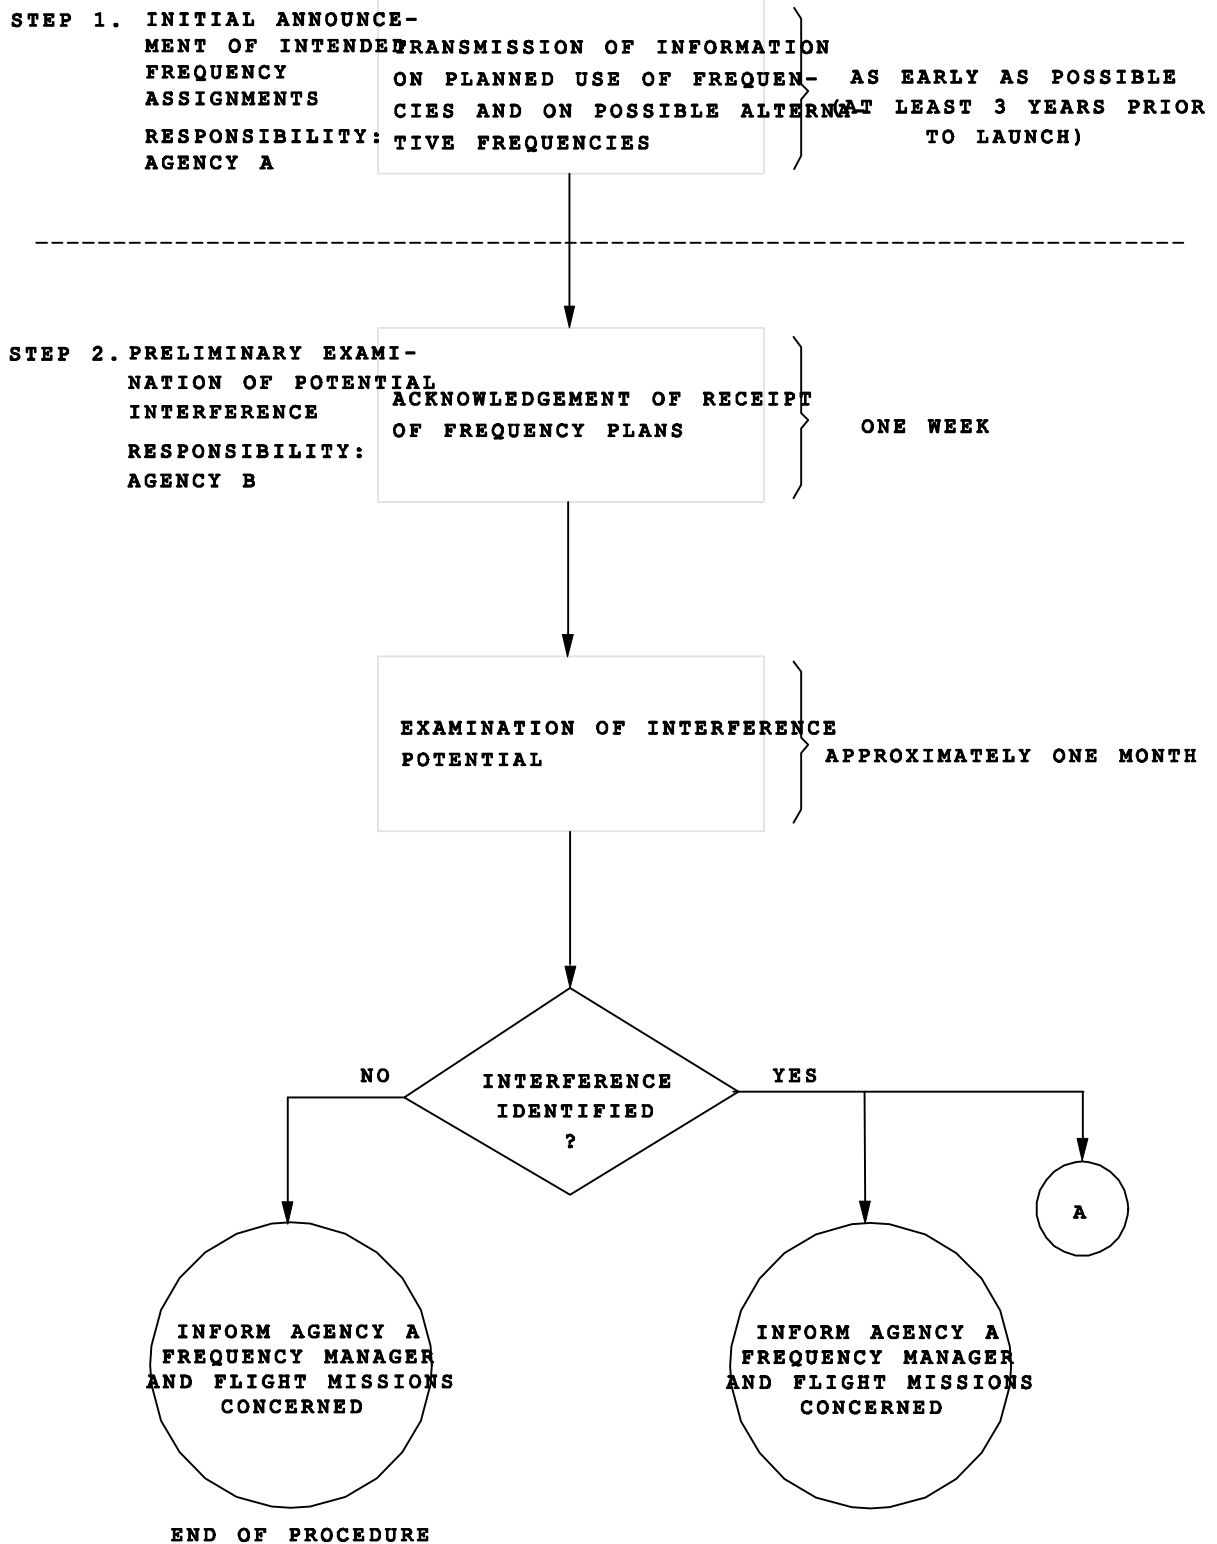 STEP 1. INITIAL ANNOUNCE-
MENT OF INTENDED
FREQUENCY
ASSIGNMENTS
RESPONSIBILITY:
AGENCY A
TRANSMISSION OF INFORMATION
ON PLANNED USE OF FREQUEN-
CIES AND ON POSSIBLE ALTERNA-
TIVE FREQUENCIES
AS EARLY AS POSSIBLE
(AT LEAST 3 YEARS PRIOR
TO LAUNCH)
STEP 2. PRELIMINARY EXAMI-
NATION OF POTENTIAL
INTERFERENCE
RESPONSIBILITY:
AGENCY B
ACKNOWLEDGEMENT OF RECEIPT
OF FREQUENCY PLANS
ONE WEEK
EXAMINATION OF INTERFERENCE
POTENTIAL
APPROXIMATELY ONE MONTH
INTERFERENCE
IDENTIFIED
?
NO
YES
A
INFORM AGENCY A
FREQUENCY MANAGER
AND FLIGHT MISSIONS
CONCERNED
END OF PROCEDURE
INFORM AGENCY A
FREQUENCY MANAGER
AND FLIGHT MISSIONS
CONCERNED